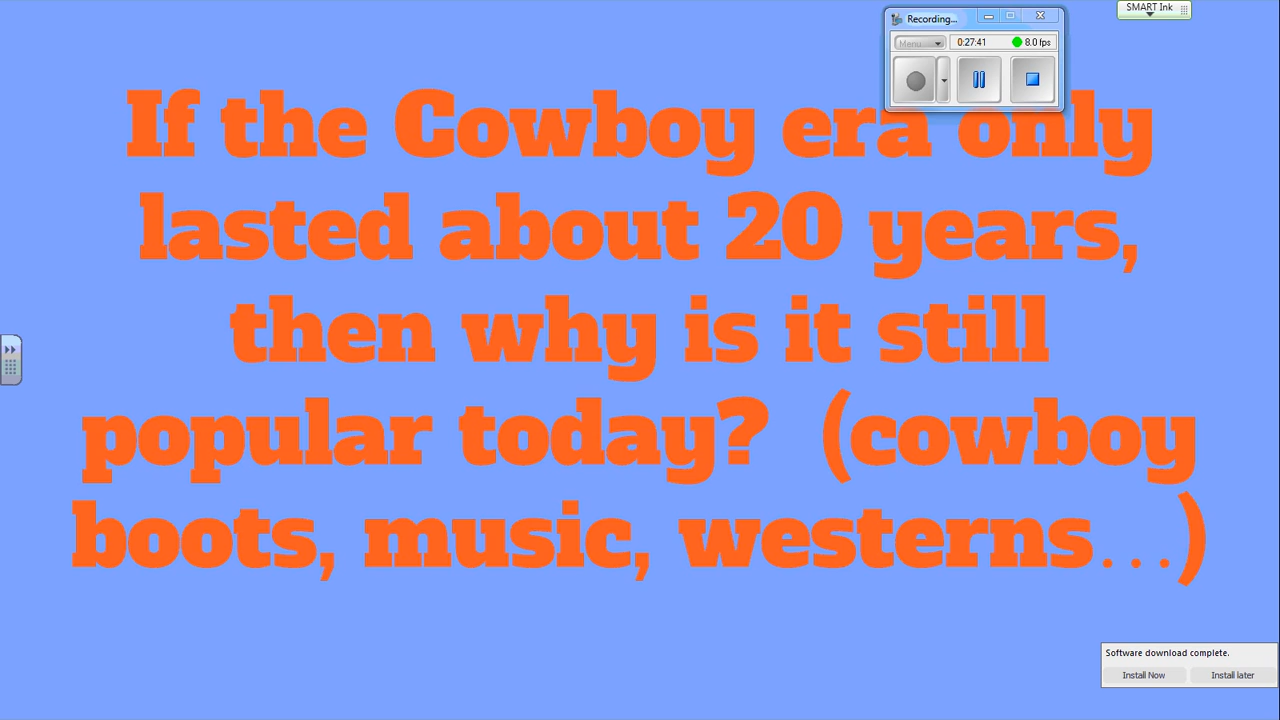 SMART Ink
Recording...
Menu...
0:27:41
8.0 fps
If the Cowboy era only
lasted about 20 years,
then why is it still
popular today? (cowboy
boots, music, westerns...)
Software download complete.
Install Now
Install later